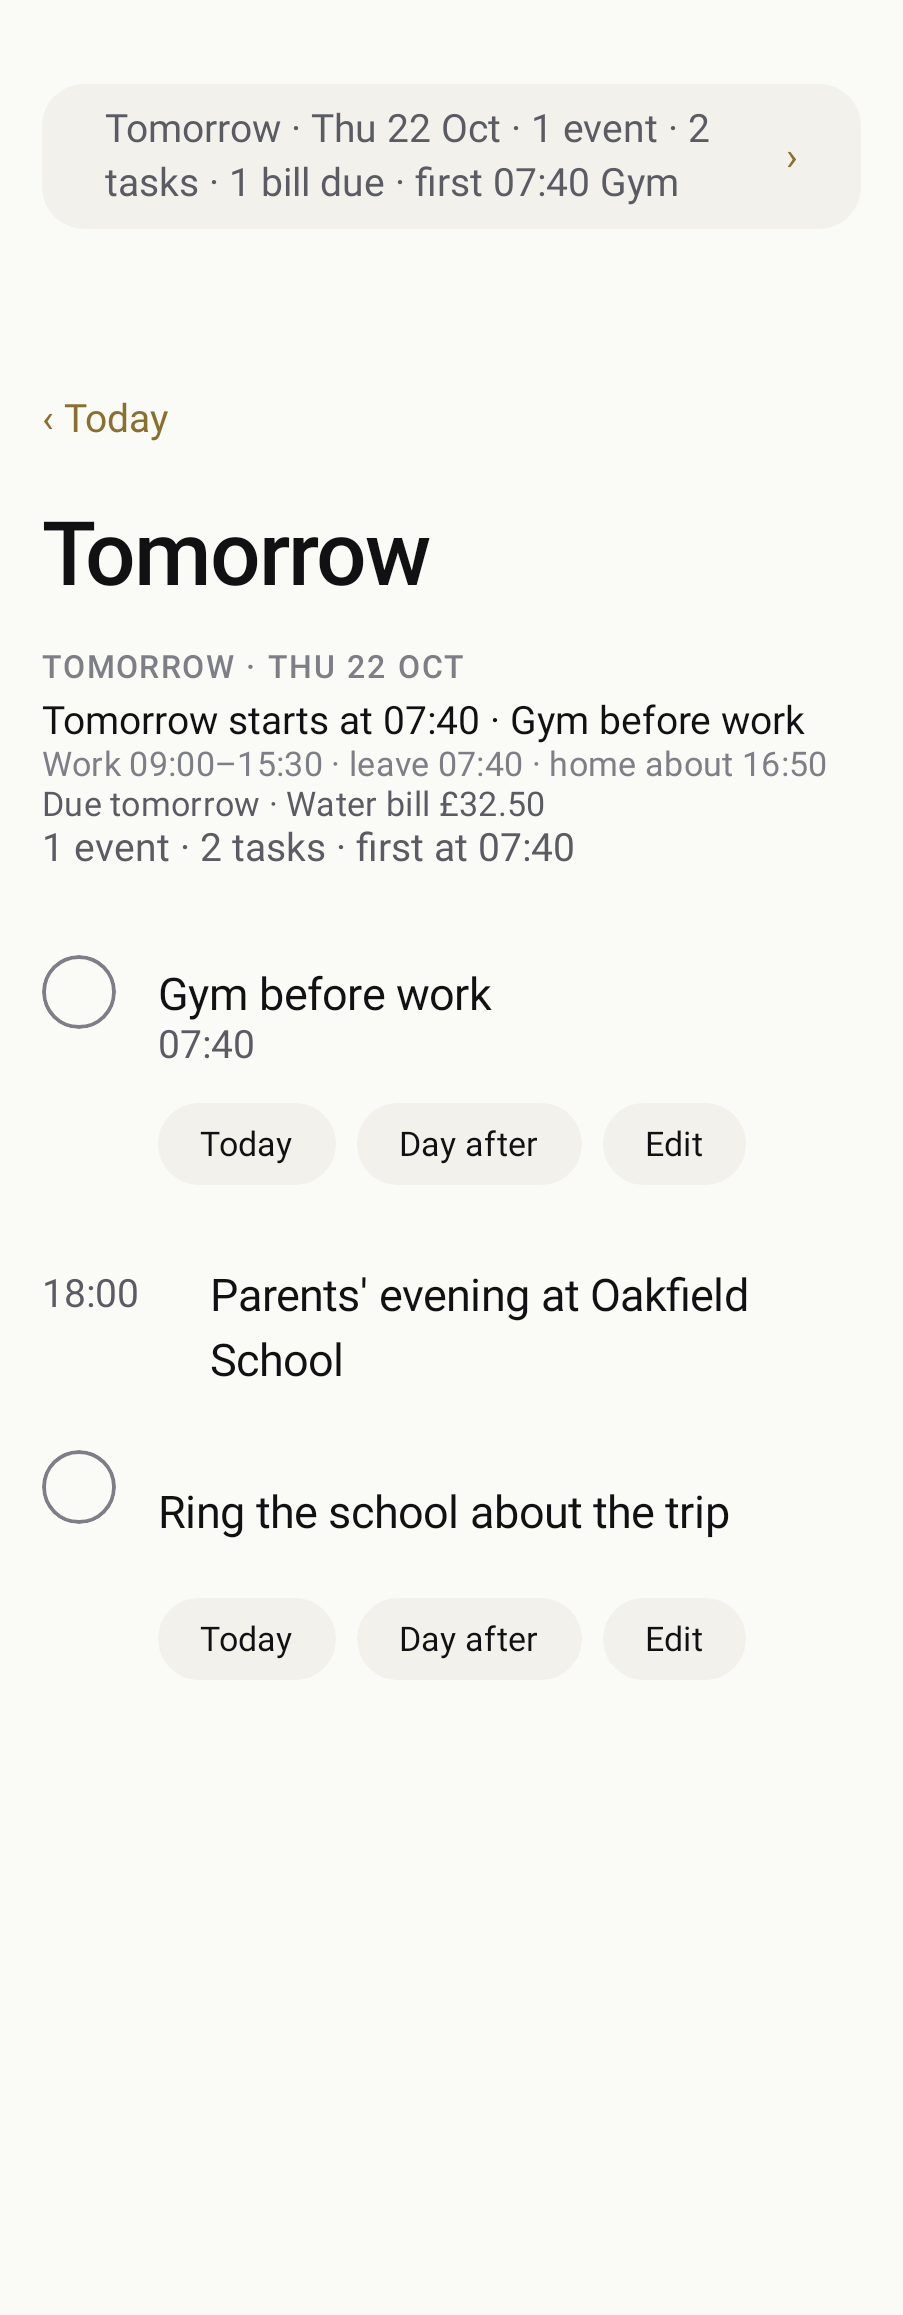 Tomorrow · Thu 22 Oct · 1 event · 2
tasks · 1 bill due · first 07:40 Gym
›
‹ Today
Tomorrow
TOMORROW · THU 22 OCT
Tomorrow starts at 07:40 · Gym before work
Work 09:00–15:30 · leave 07:40 · home about 16:50
Due tomorrow · Water bill £32.50
1 event · 2 tasks · first at 07:40
Gym before work
07:40
Today Day after Edit
18:00 Parents' evening at Oakfield
School
Ring the school about the trip
Today Day after Edit